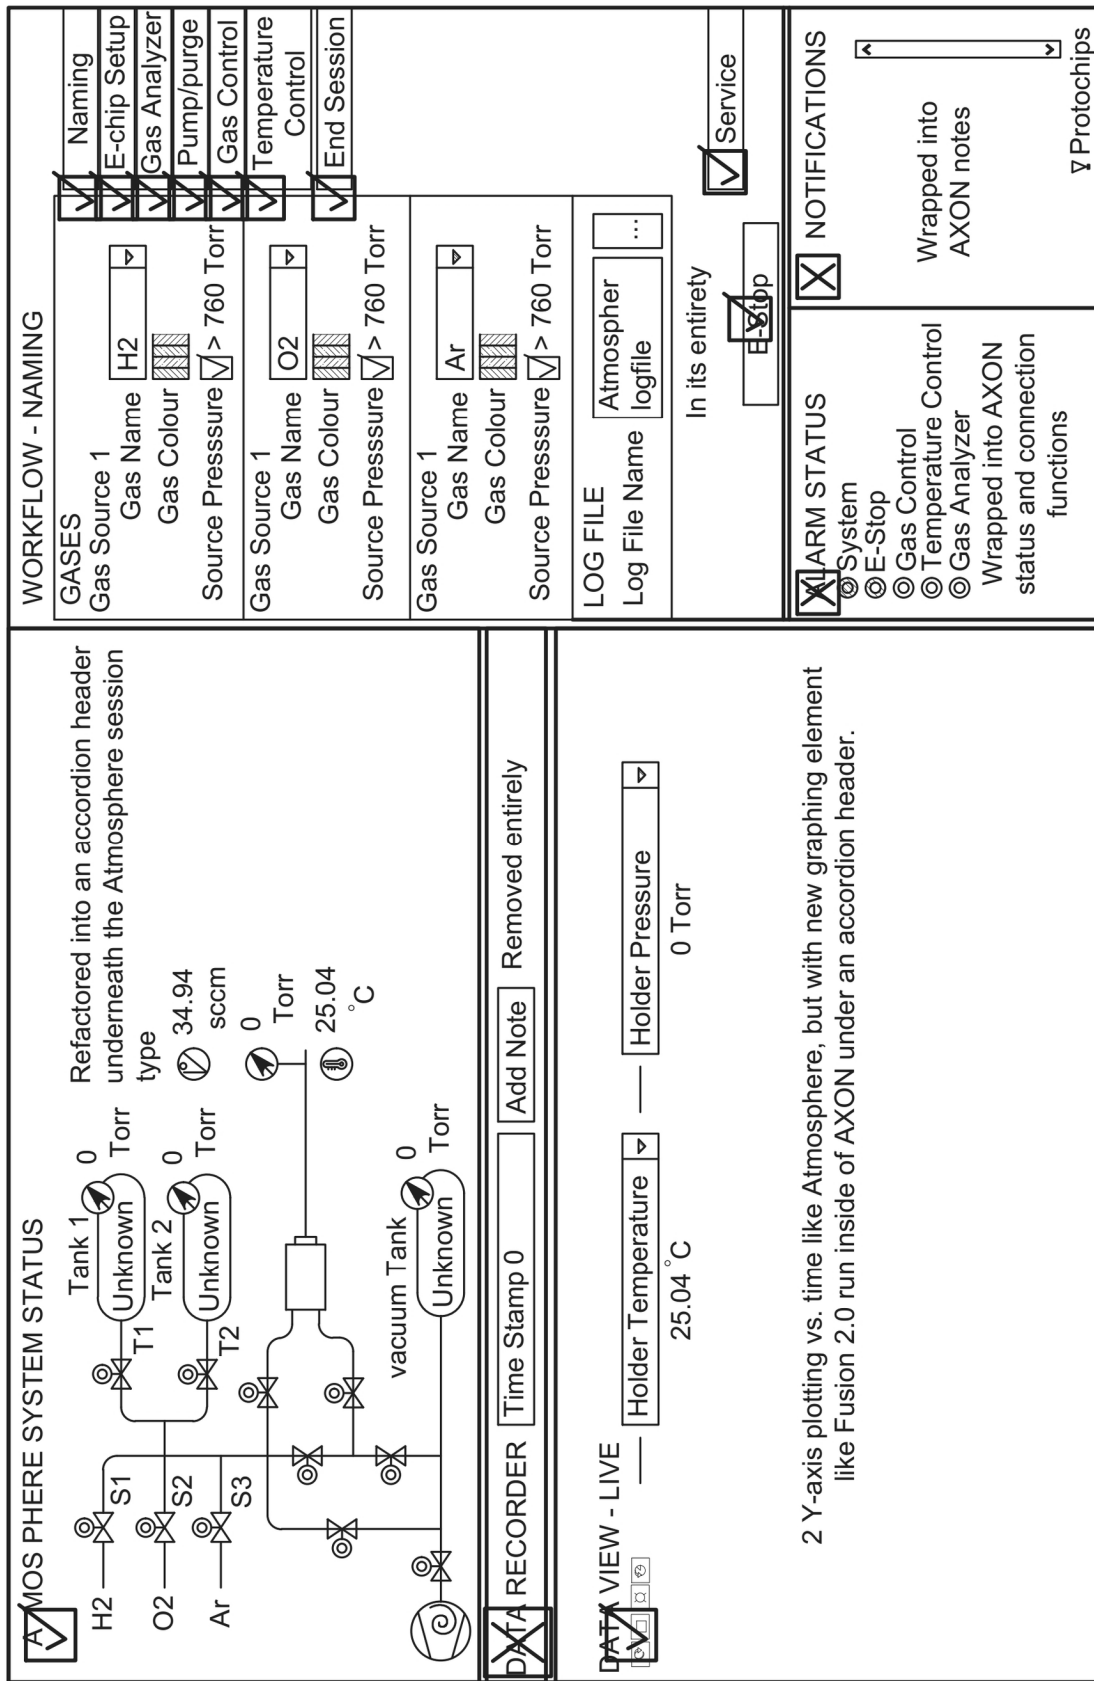 A MOS PHERE SYSTEM STATUS
Refactored into an accordion header
underneath the Atmosphere session
type
H2
S1
O2
S2
Ar
S3
T1
T2
Tank 1
Unknown
0
Torr
Tank 2
Unknown
0
Torr
34.94
sccm
0
Torr
25.04
°C
vacuum Tank
Unknown
0
Torr
DATA RECORDER
Time Stamp 0
Add Note
Removed entirely
DATA VIEW - LIVE
Holder Temperature
25.04 °C
Holder Pressure
0 Torr
2 Y-axis plotting vs. time like Atmosphere, but with new graphing element
like Fusion 2.0 run inside of AXON under an accordion header.
WORKFLOW - NAMING
GASES
Gas Source 1
Gas Name H2
Gas Colour
Source Presssure > 760 Torr
Gas Source 1
Gas Name O2
Gas Colour
Source Pressure > 760 Torr
Gas Source 1
Gas Name Ar
Gas Colour
Source Pressure > 760 Torr
LOG FILE
Log File Name
Atmospher
logfile
...
Naming
E-chip Setup
Gas Analyzer
Pump/purge
Gas Control
Temperature
Control
End Session
In its entirety
E-Stop
Service
ALARM STATUS
System
E-Stop
Gas Control
Temperature Control
Gas Analyzer
Wrapped into AXON
status and connection
functions
NOTIFICATIONS
Wrapped into
AXON notes
Protochips